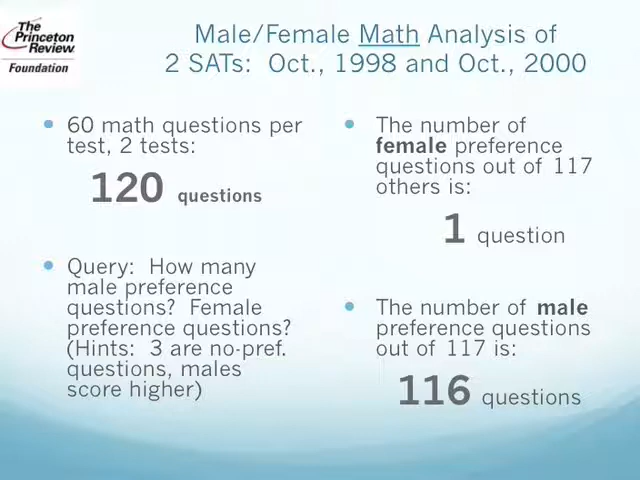 The
Princeton
Review
Foundation
Male/Female Math Analysis of
2 SATs: Oct., 1998 and Oct., 2000
60 math questions per
test, 2 tests:
120 questions
Query: How many
male preference
questions? Female
preference questions?
(Hints: 3 are no-pref.
questions, males
score higher)
The number of
female preference
questions out of 117
others is:
1 question
The number of male
preference questions
out of 117 is:
116 questions